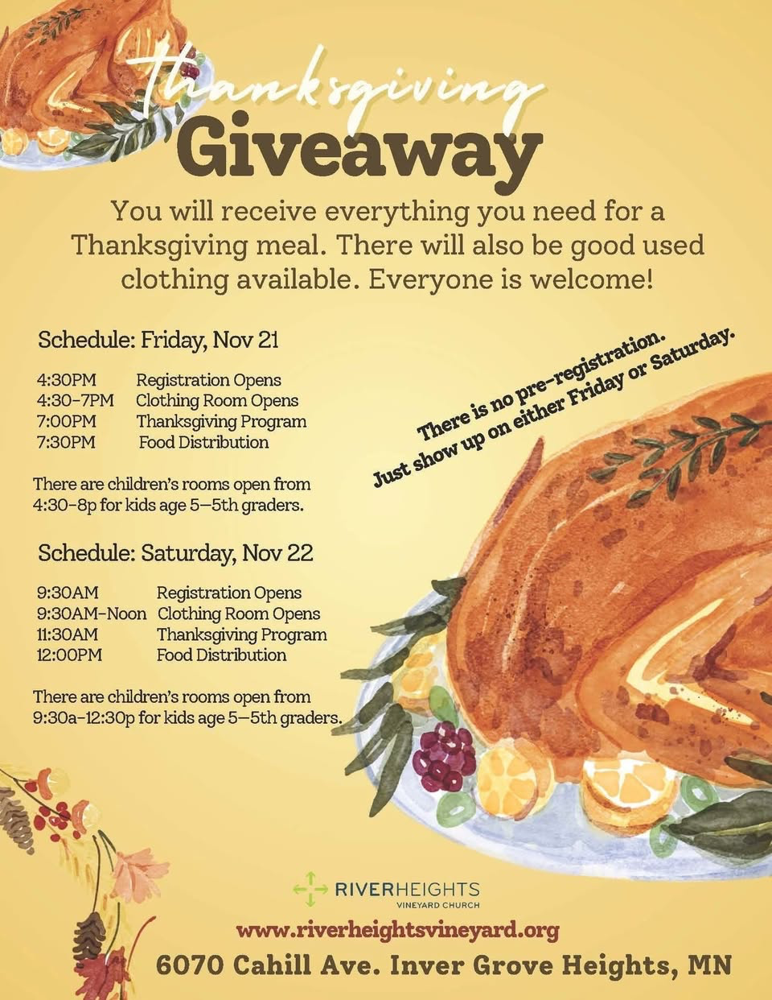 Thanksgiving
Giveaway
You will receive everything you need for a
Thanksgiving meal. There will also be good used
clothing available. Everyone is welcome!
Schedule: Friday, Nov 21
4:30PM Registration Opens
4:30-7PM Clothing Room Opens
7:00PM Thanksgiving Program
7:30PM Food Distribution
There are children's rooms open from
4:30-8p for kids age 5—5th graders.
There is no pre-registration.
Just show up on either Friday or Saturday.
Schedule: Saturday, Nov 22
9:30AM Registration Opens
9:30AM-Noon Clothing Room Opens
11:30AM Thanksgiving Program
12:00PM Food Distribution
There are children's rooms open from
9:30a-12:30p for kids age 5—5th graders.
RIVERHEIGHTS
VINEYARD CHURCH
www.riverheightsvineyard.org
6070 Cahill Ave. Inver Grove Heights, MN